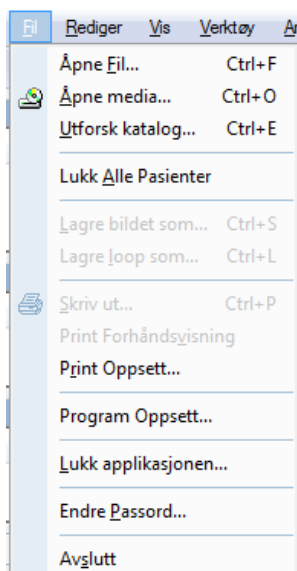 Fil Rediger Vis Verktøy
Åpne Fil... Ctrl+F
Åpne media... Ctrl+O
Utforsk katalog... Ctrl+E
Lukk Alle Pasienter
Lagre bildet som... Ctrl+S
Lagre loop som... Ctrl+L
Skriv ut... Ctrl+P
Print Forhåndsvisning
Print Oppsett...
Program Oppsett...
Lukk applikasjonen...
Endre Passord...
Avslutt